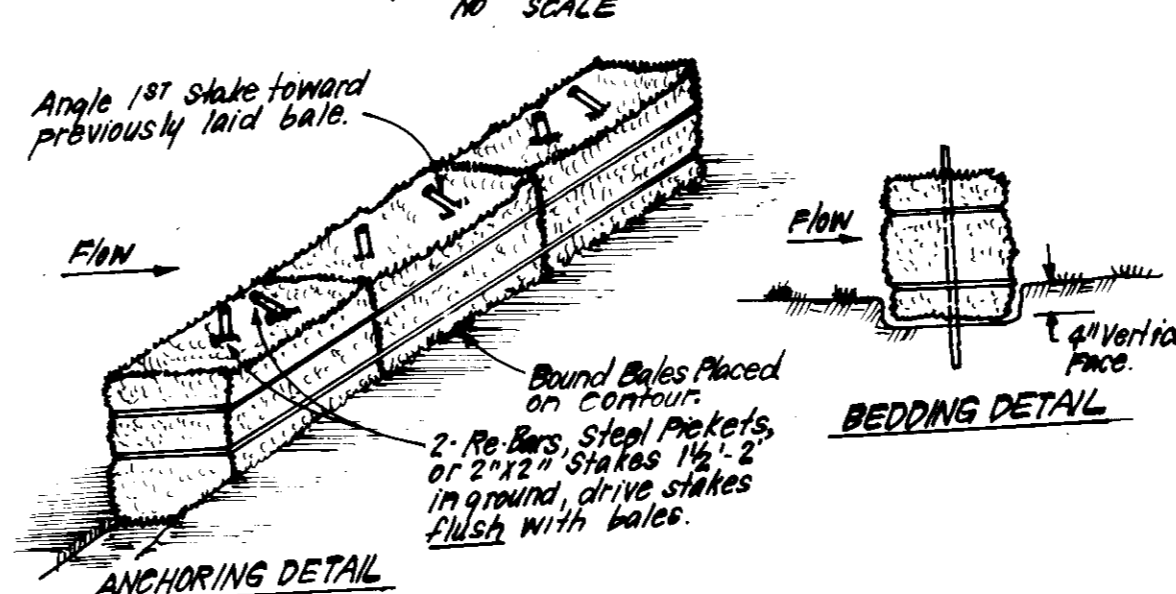 NO SCALE
Angle 1ST stake toward
previously laid bale.
Flow
Flow
4" Vertica
Face.
Bound Bales Placed
on contour.
BEDDING DETAIL
2-Re-Bars, Steel Pickets,
or 2"x2" Stakes 1½'-2'
in ground, drive stakes
flush with bales.
ANCHORING DETAIL